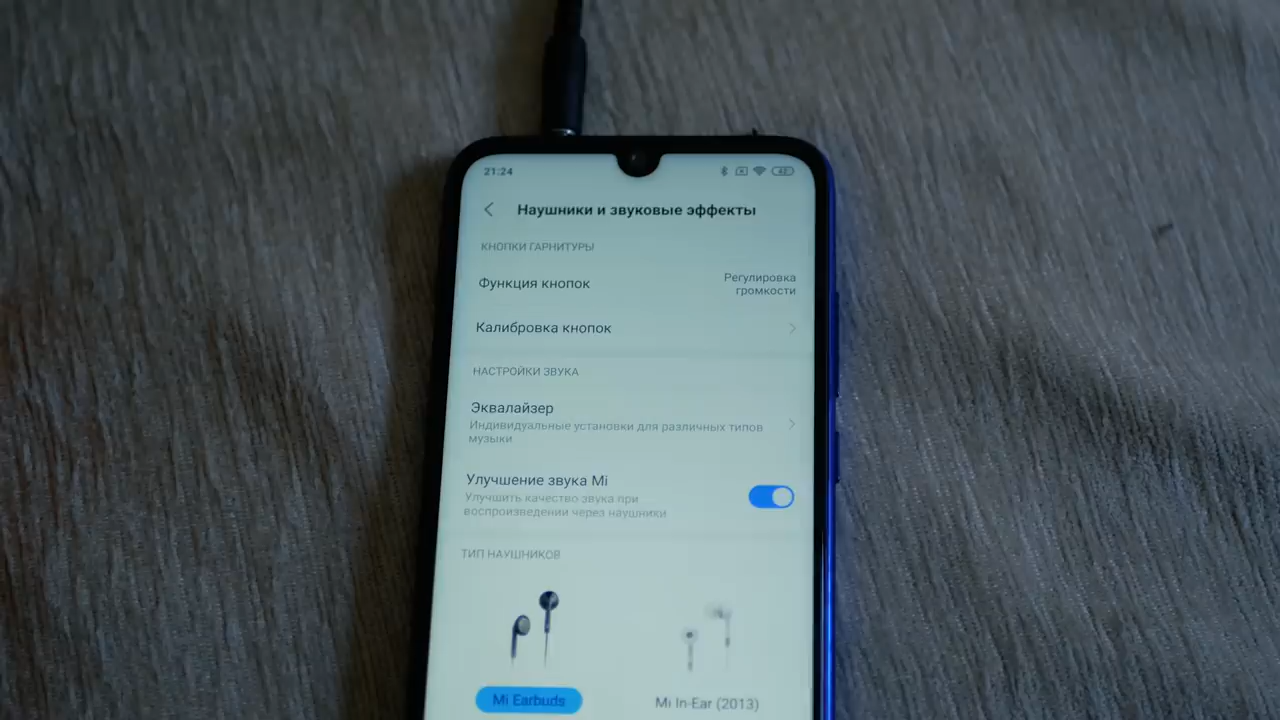 21:24
42
Наушники и звуковые эффекты
КНОПКИ ГАРНИТУРЫ
Функция кнопок
Регулировка
громкости
Калибровка кнопок
НАСТРОЙКИ ЗВУКА
Эквалайзер
Индивидуальные установки для различных типов
музыки
Улучшение звука Mi
Улучшить качество звука при
воспроизведении через наушники
ТИП НАУШНИКОВ
Mi Earbuds
Mi In-Ear (2013)